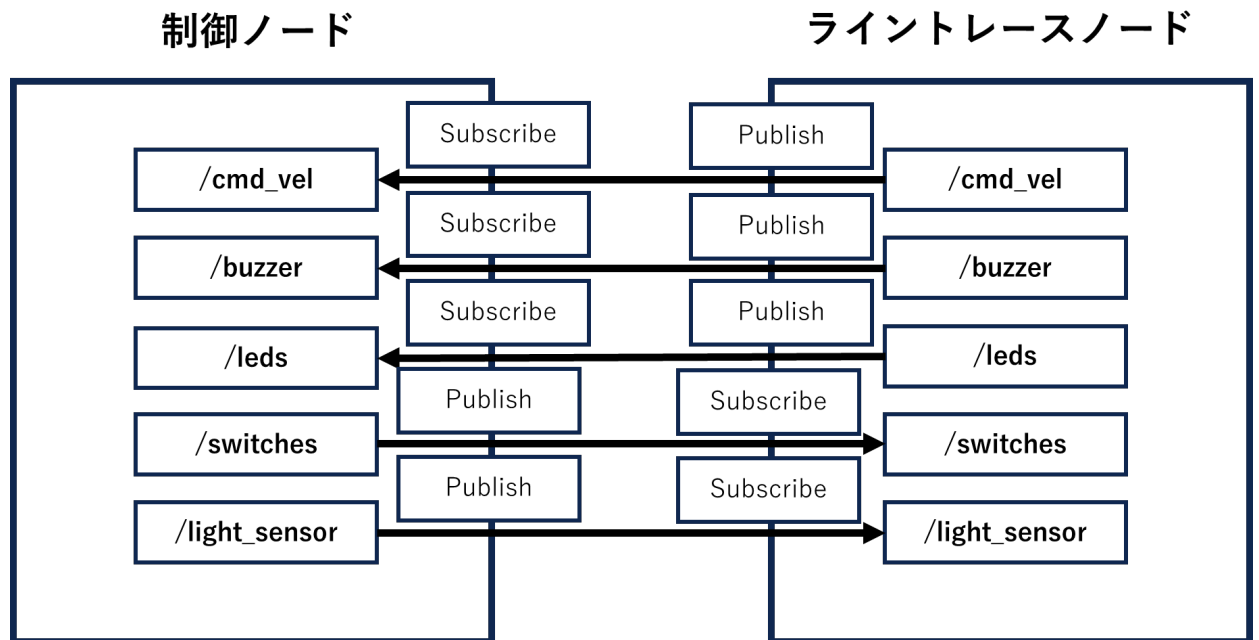 制御ノード
ライントレースノード
Subscribe
Publish
/cmd_vel
/cmd_vel
Subscribe
Publish
/buzzer
/buzzer
Subscribe
Publish
/leds
/leds
Publish
Subscribe
/switches
/switches
Publish
Subscribe
/light_sensor
/light_sensor